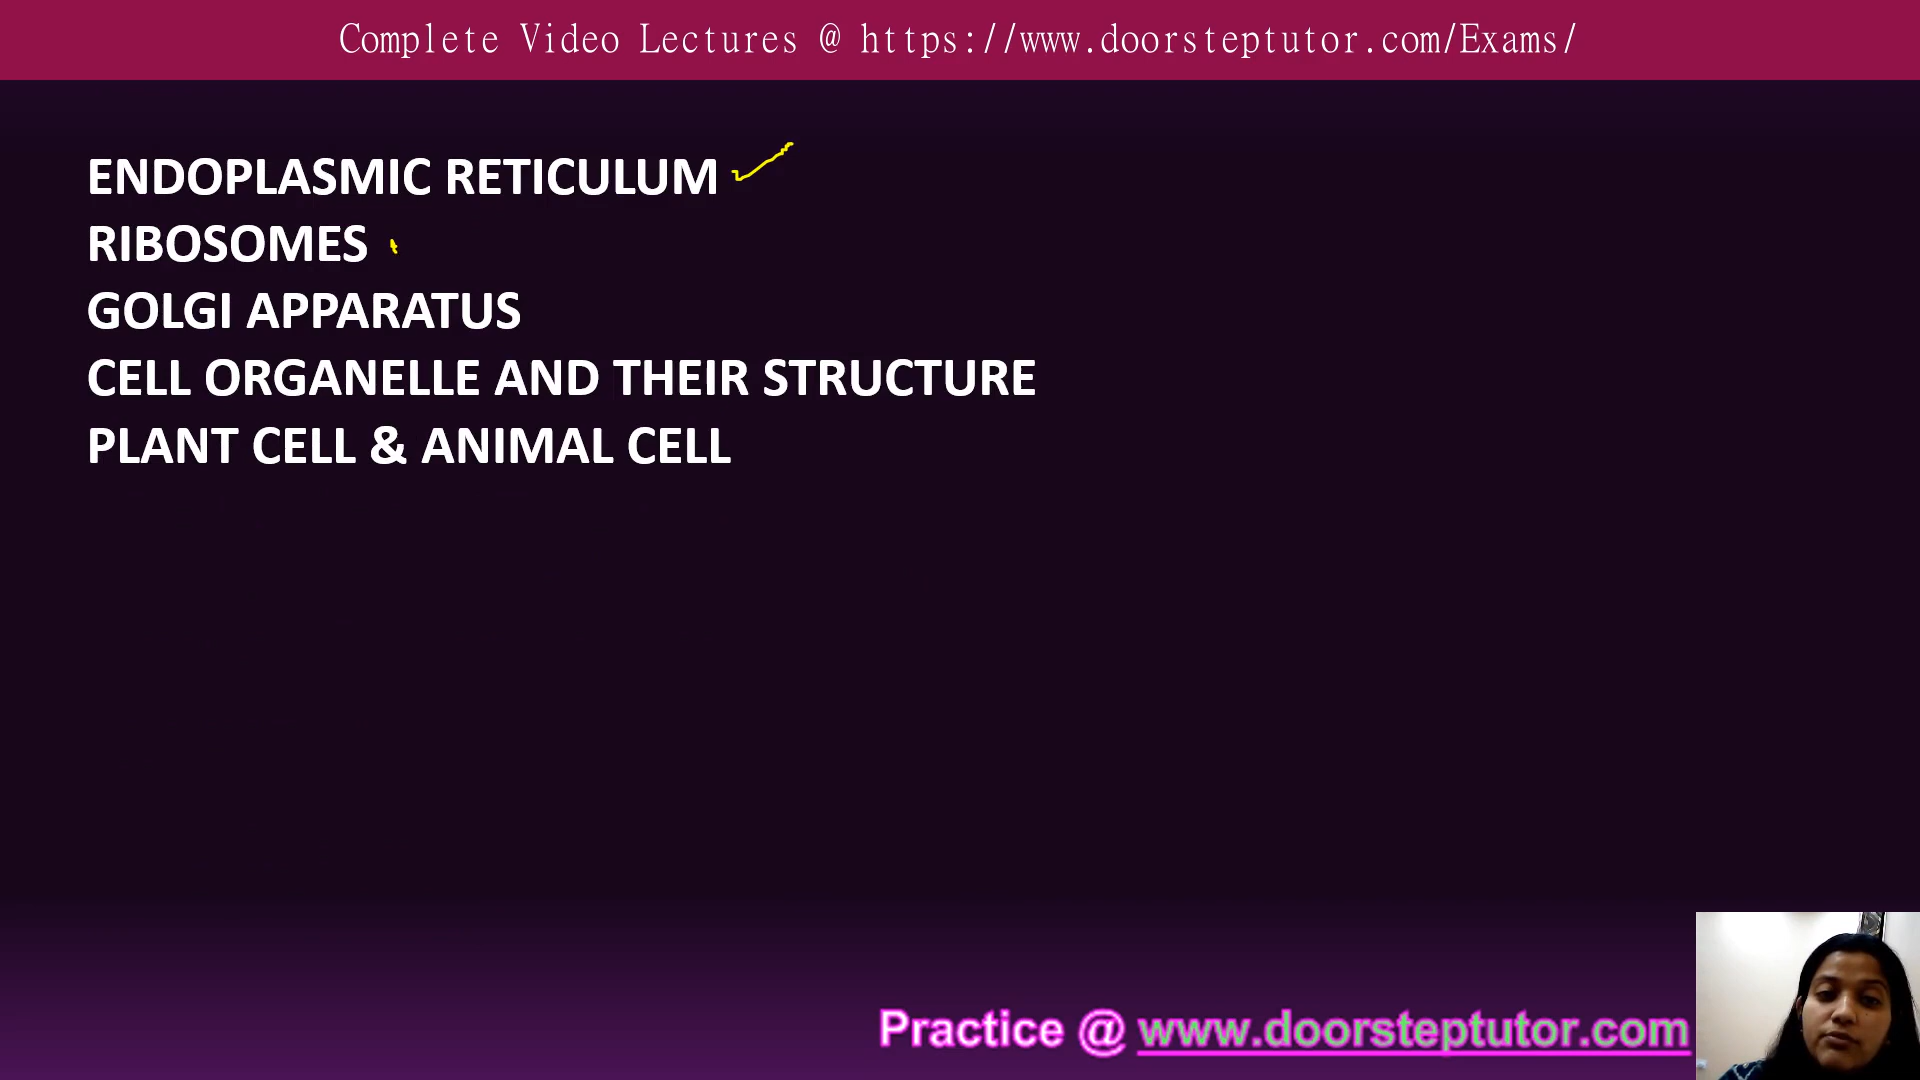 Complete Video Lectures @ https://www.doorsteptutor.com/Exams/
ENDOPLASMIC RETICULUM
RIBOSOMES
GOLGI APPARATUS
CELL ORGANELLE AND THEIR STRUCTURE
PLANT CELL & ANIMAL CELL
Practice @ www.doorsteptutor.com